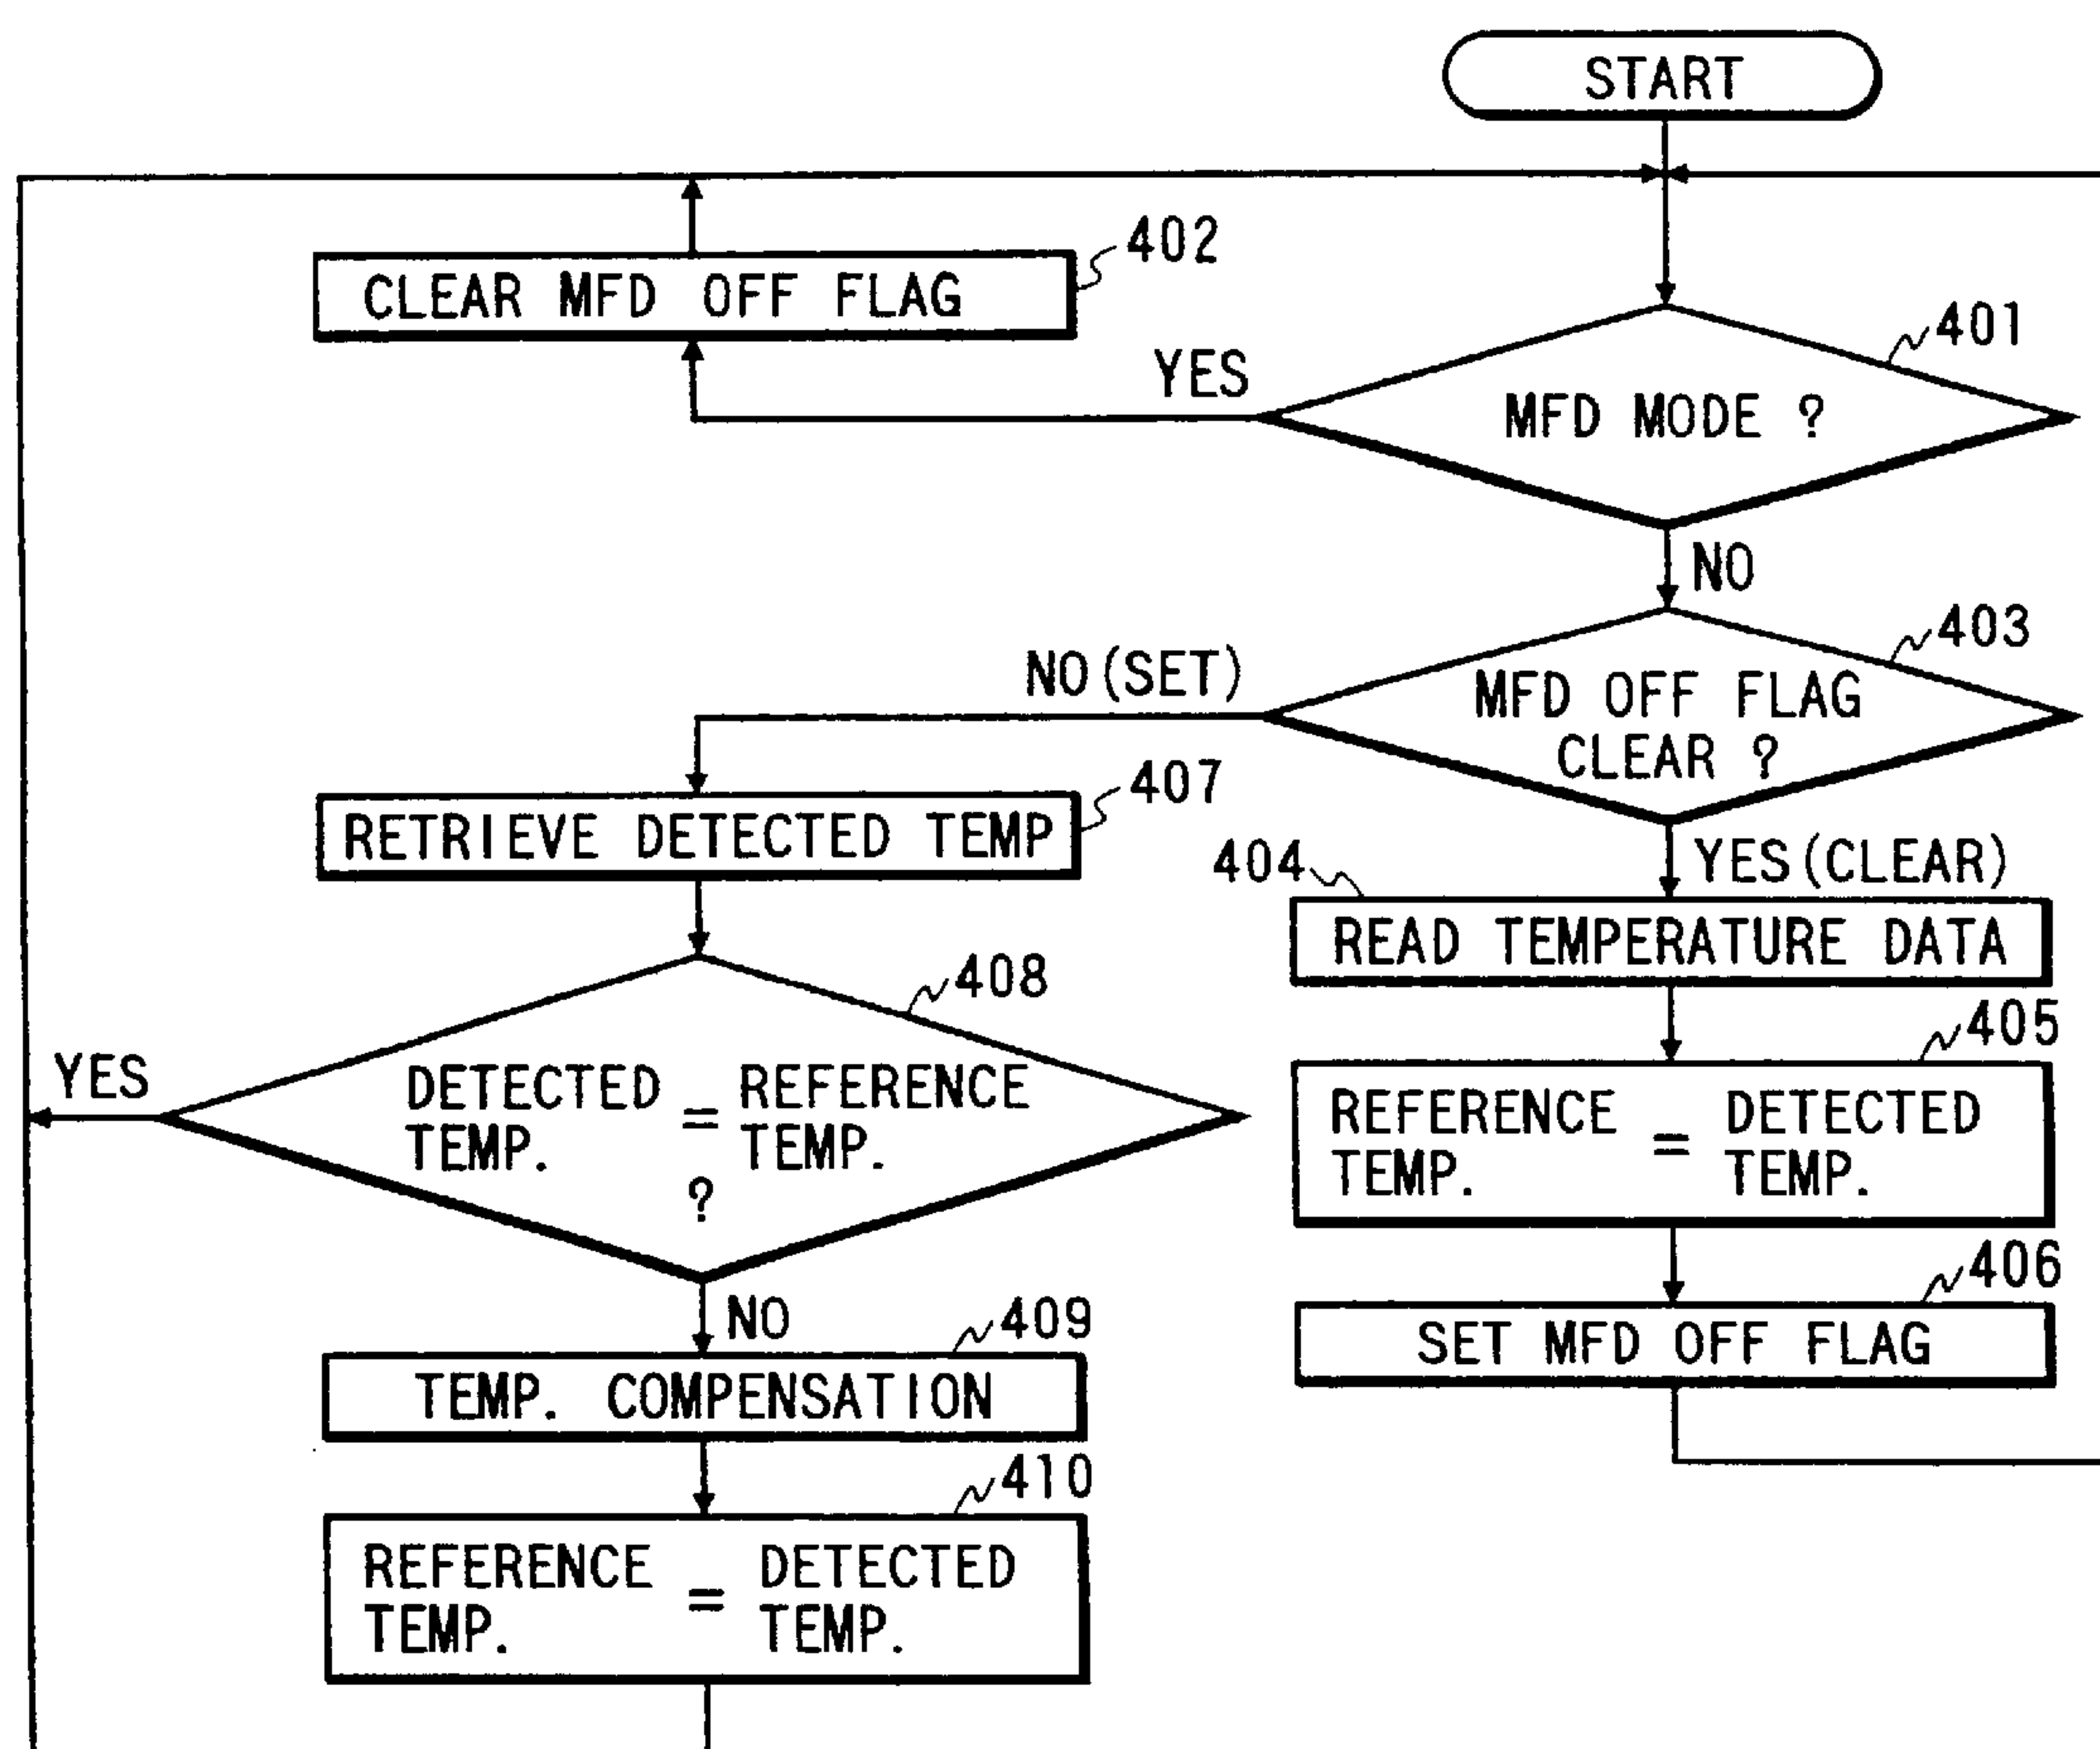 START
402
CLEAR MFD OFF FLAG
401
YES
MFD MODE ?
NO
403
NO (SET)
MFD OFF FLAG
CLEAR ?
407
RETRIEVE DETECTED TEMP
YES (CLEAR)
404
READ TEMPERATURE DATA
408
YES
DETECTED TEMP. = REFERENCE TEMP.
?
405
REFERENCE TEMP. = DETECTED TEMP.
406
SET MFD OFF FLAG
NO
409
TEMP. COMPENSATION
410
REFERENCE TEMP. = DETECTED TEMP.